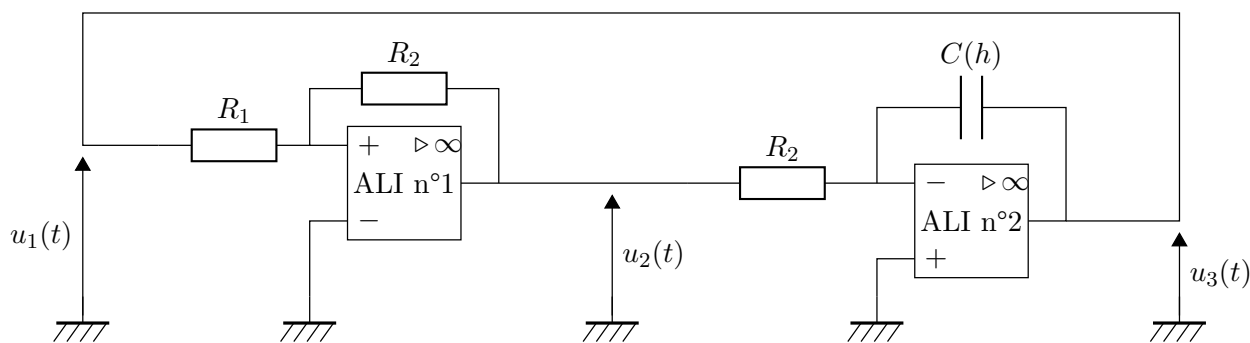 C(h)
R₂
R₁
+ ▷ ∞
ALI n°1
−
R₂
− ▷ ∞
ALI n°2
+
u₁(t)
u₂(t)
u₃(t)